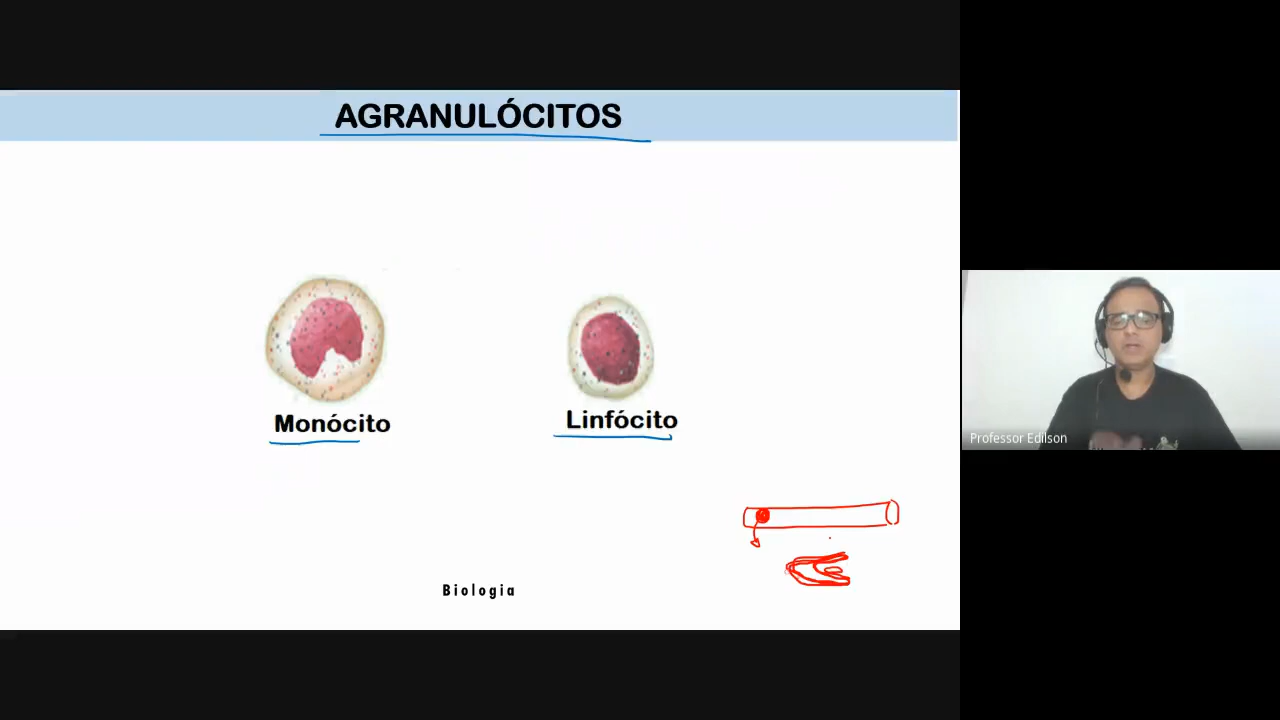 AGRANULÓCITOS
Monócito
Linfócito
Biologia
Professor Edilson